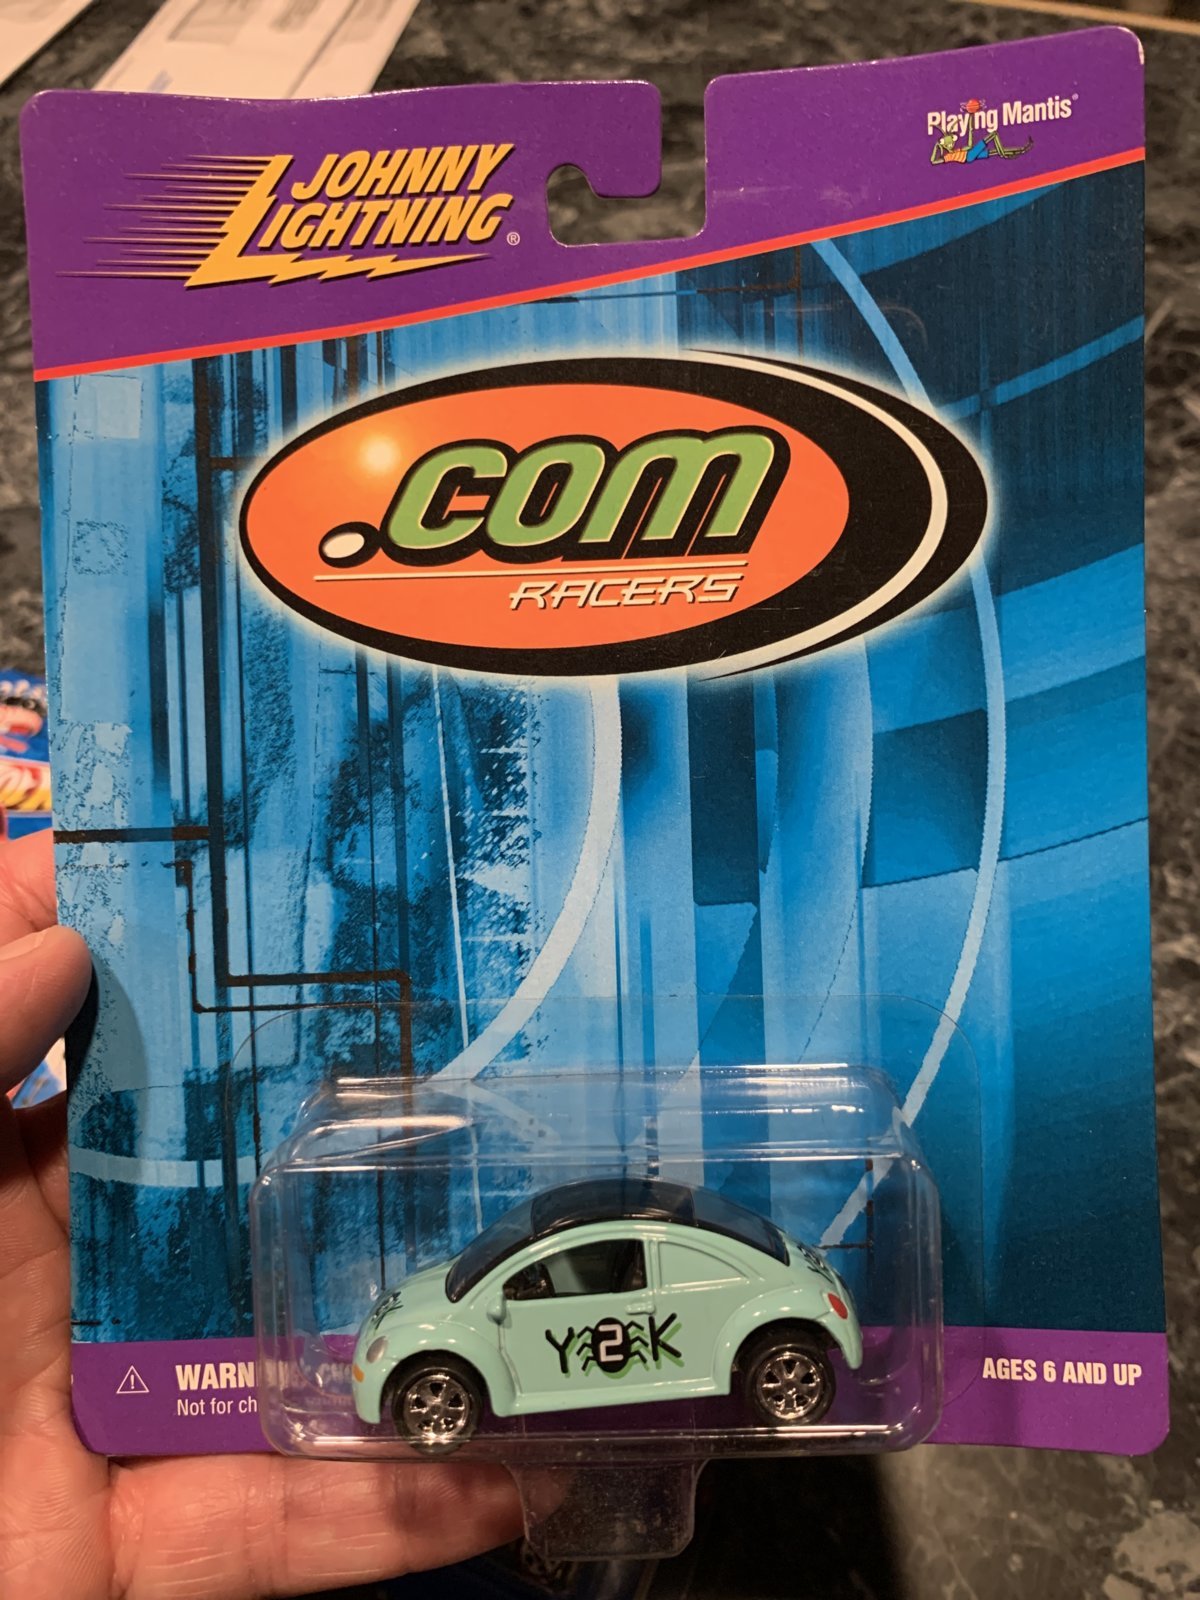 JOHNNY
LIGHTNING®
Playing Mantis®
.com
RACERS
Y2K
WARN
Not for ch
AGES 6 AND UP